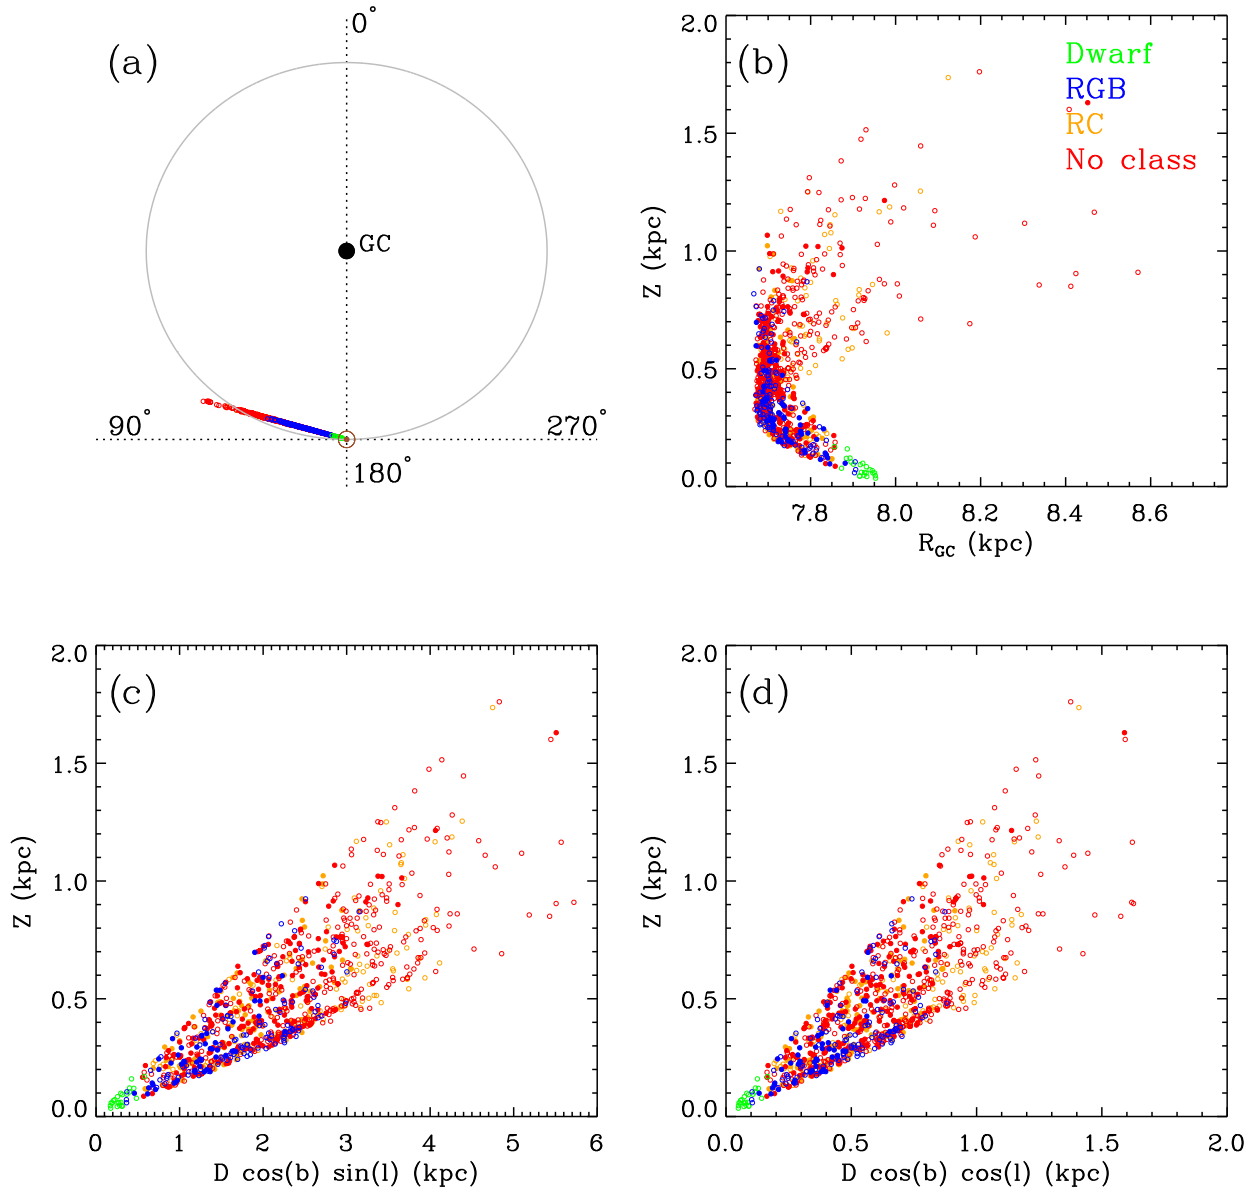 (a)
0°
GC
90°
270°
180°
(b)
Dwarf
RGB
RC
No class
2.0
1.5
1.0
0.5
0.0
Z (kpc)
7.8 8.0 8.2 8.4 8.6
R_GC (kpc)
(c)
2.0
1.5
1.0
0.5
0.0
Z (kpc)
0 1 2 3 4 5 6
D cos(b) sin(l) (kpc)
(d)
2.0
1.5
1.0
0.5
0.0
Z (kpc)
0.0 0.5 1.0 1.5 2.0
D cos(b) cos(l) (kpc)